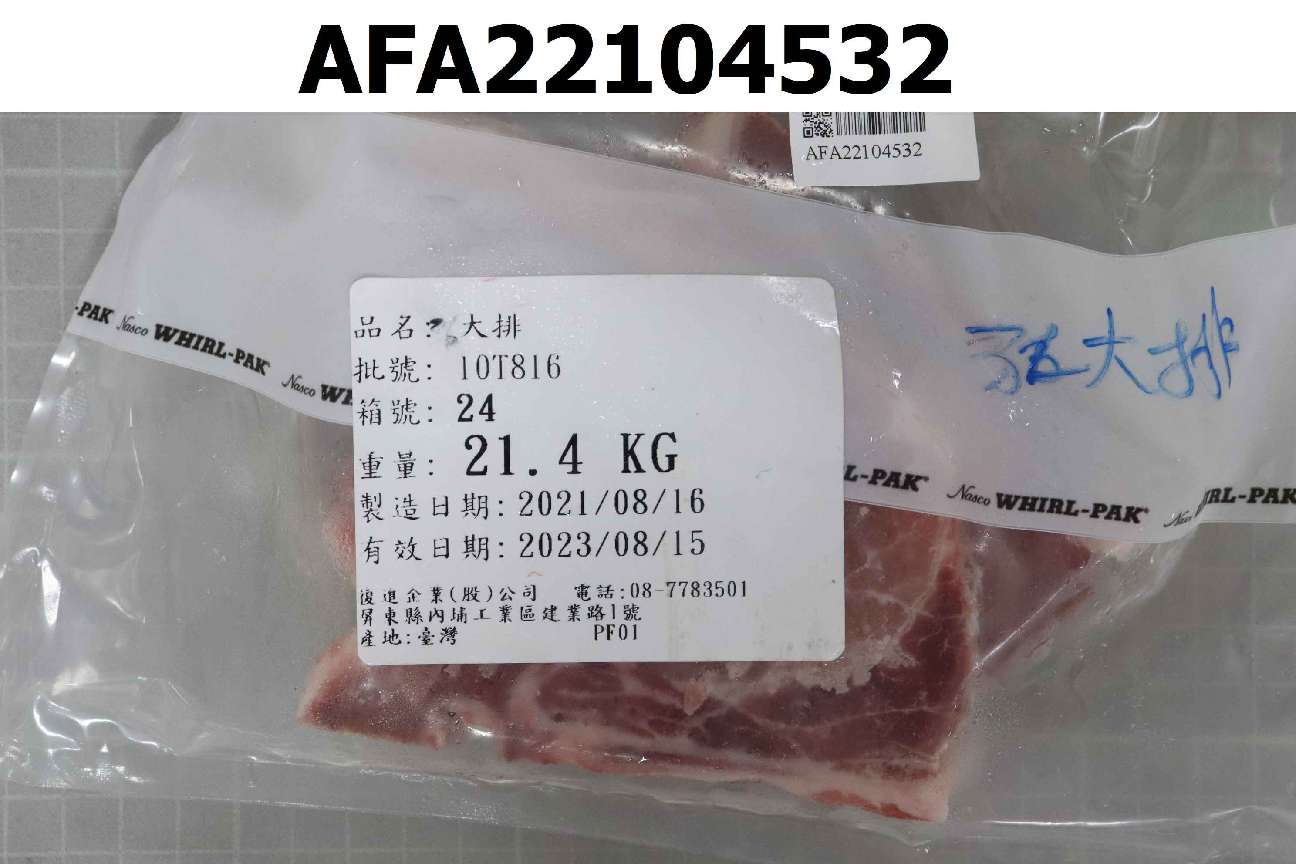 AFA22104532
AFA22104532
-PAK Nasco WHIRL-PAK Nasco WH
品名: 大排
批號: 10T816
箱號: 24
重量: 21.4 KG
製造日期: 2021/08/16
有效日期: 2023/08/15
復進企業(股)公司 電話:08-7783501
屏東縣內埔工業區建業路1號
產地:臺灣 PF01
大排
L-PAK Nasco WHIRL-PAK Nas RL-PAK